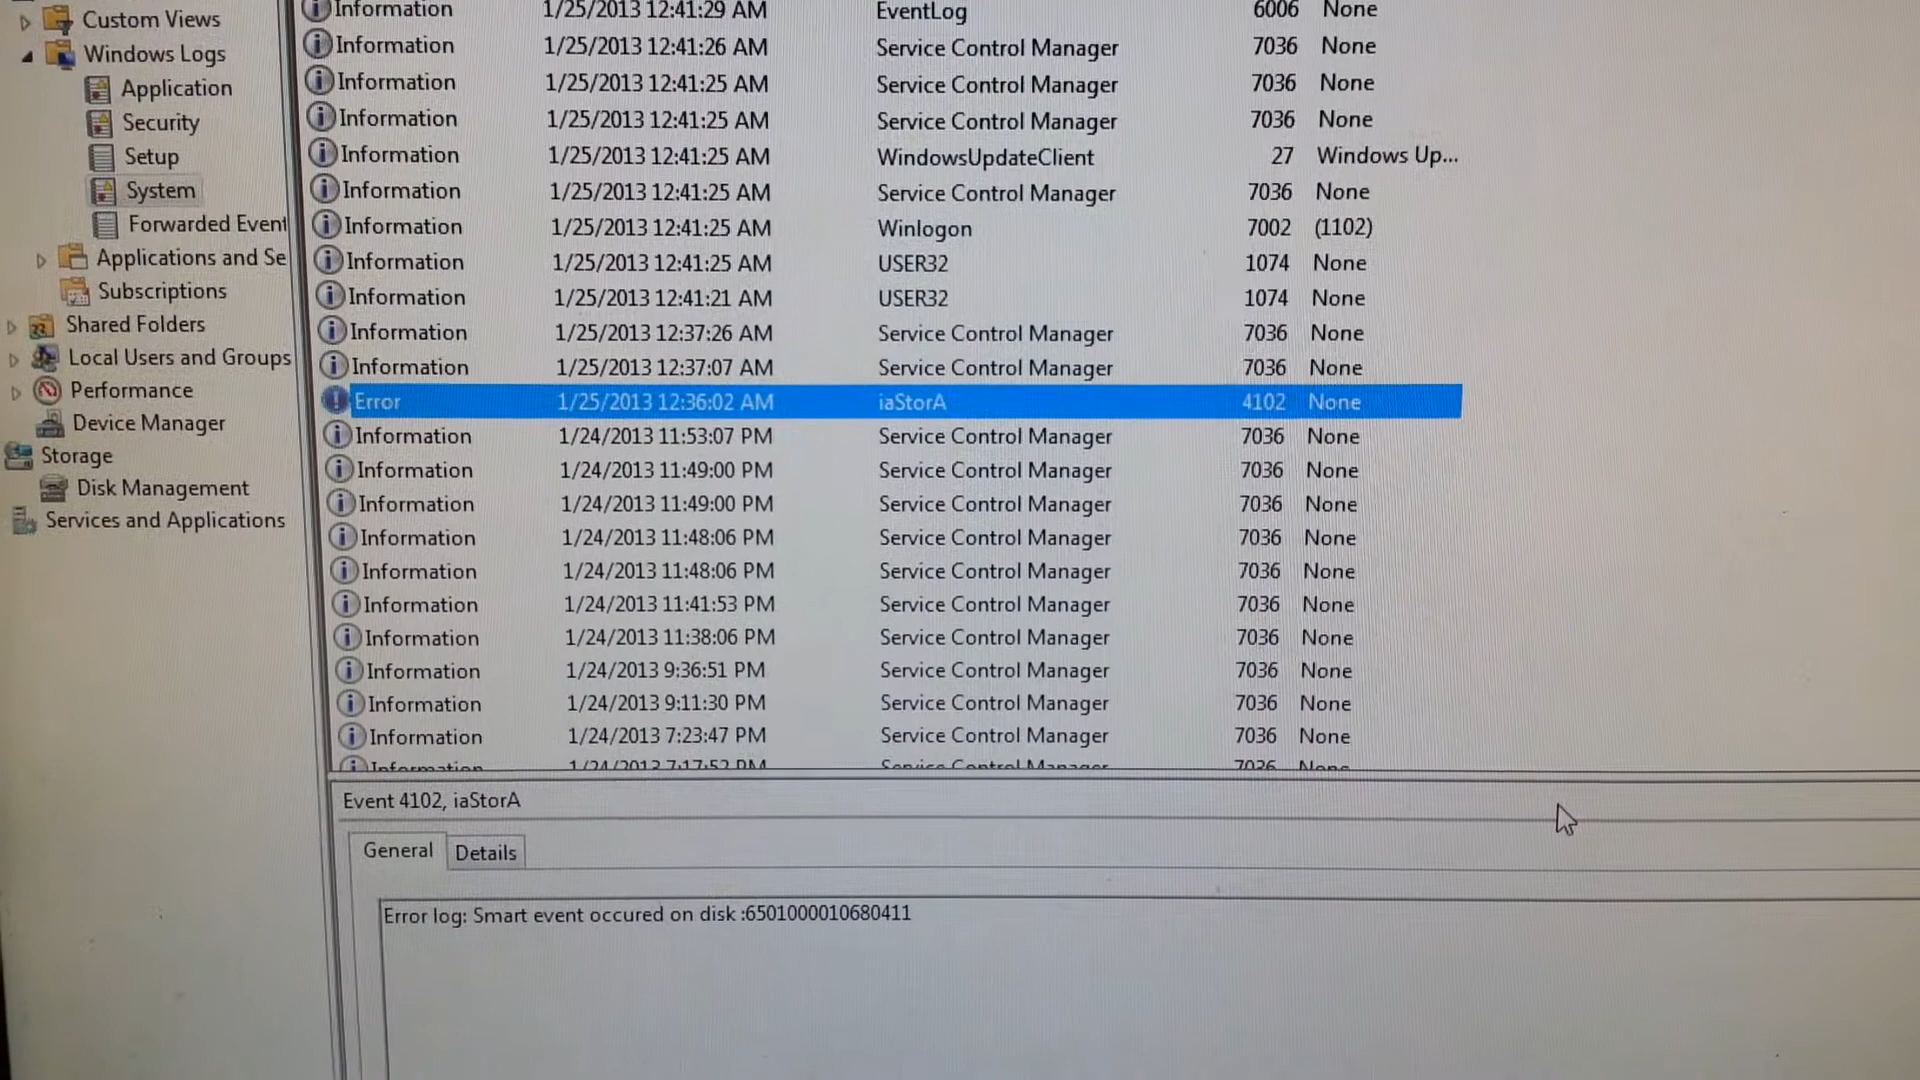 Custom Views
Windows Logs
Application
Security
Setup
System
Forwarded Event
Applications and Se
Subscriptions
Shared Folders
Local Users and Groups
Performance
Device Manager
Storage
Disk Management
Services and Applications
Information 1/25/2013 12:41:29 AM EventLog 6006 None
Information 1/25/2013 12:41:26 AM Service Control Manager 7036 None
Information 1/25/2013 12:41:25 AM Service Control Manager 7036 None
Information 1/25/2013 12:41:25 AM Service Control Manager 7036 None
Information 1/25/2013 12:41:25 AM WindowsUpdateClient 27 Windows Up...
Information 1/25/2013 12:41:25 AM Service Control Manager 7036 None
Information 1/25/2013 12:41:25 AM Winlogon 7002 (1102)
Information 1/25/2013 12:41:25 AM USER32 1074 None
Information 1/25/2013 12:41:21 AM USER32 1074 None
Information 1/25/2013 12:37:26 AM Service Control Manager 7036 None
Information 1/25/2013 12:37:07 AM Service Control Manager 7036 None
Error 1/25/2013 12:36:02 AM iaStorA 4102 None
Information 1/24/2013 11:53:07 PM Service Control Manager 7036 None
Information 1/24/2013 11:49:00 PM Service Control Manager 7036 None
Information 1/24/2013 11:49:00 PM Service Control Manager 7036 None
Information 1/24/2013 11:48:06 PM Service Control Manager 7036 None
Information 1/24/2013 11:48:06 PM Service Control Manager 7036 None
Information 1/24/2013 11:41:53 PM Service Control Manager 7036 None
Information 1/24/2013 11:38:06 PM Service Control Manager 7036 None
Information 1/24/2013 9:36:51 PM Service Control Manager 7036 None
Information 1/24/2013 9:11:30 PM Service Control Manager 7036 None
Information 1/24/2013 7:23:47 PM Service Control Manager 7036 None
Information 1/24/2013 7:17:52 PM Service Control Manager 7036 None
Event 4102, iaStorA
General Details
Error log: Smart event occured on disk :6501000010680411